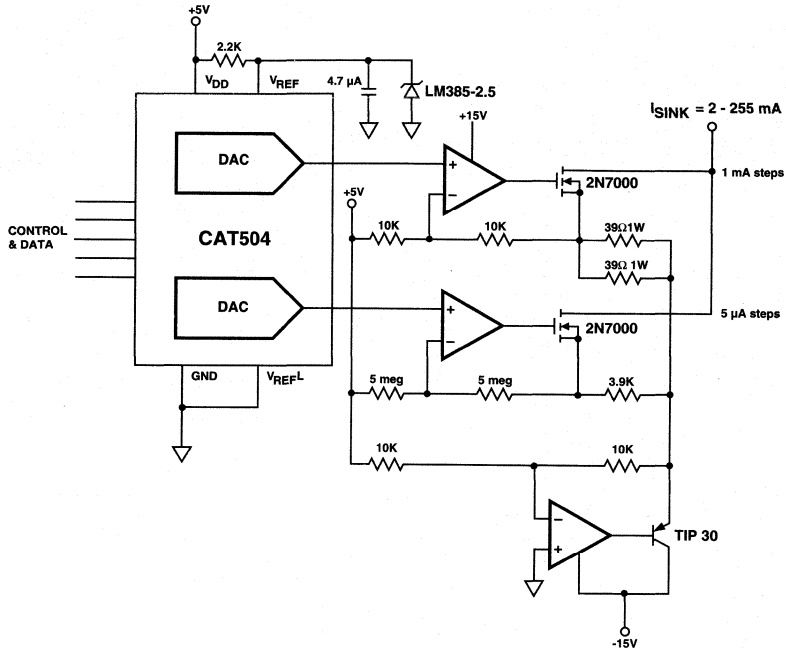 +5V
2.2K
VDD
VREF
4.7 µA
LM385-2.5
+15V
ISINK = 2 - 255 mA
DAC
+
−
2N7000
1 mA steps
+5V
10K
10K
39Ω1W
39Ω 1W
CONTROL
& DATA
CAT504
DAC
+
−
2N7000
5 µA steps
GND
VREFL
5 meg
5 meg
3.9K
10K
10K
−
+
TIP 30
-15V